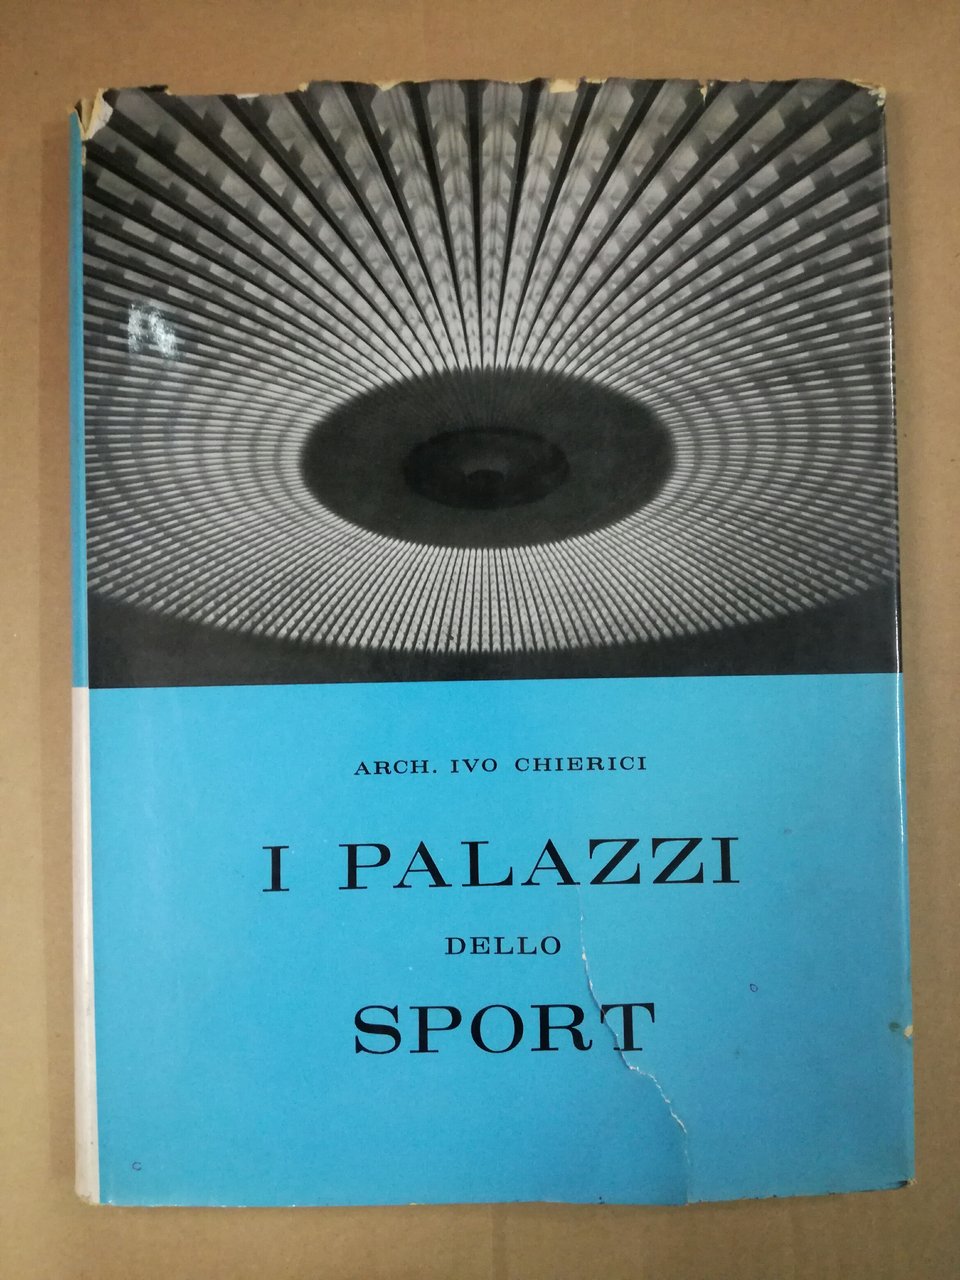 ARCH. IVO CHIERICI
I PALAZZI
DELLO
SPORT